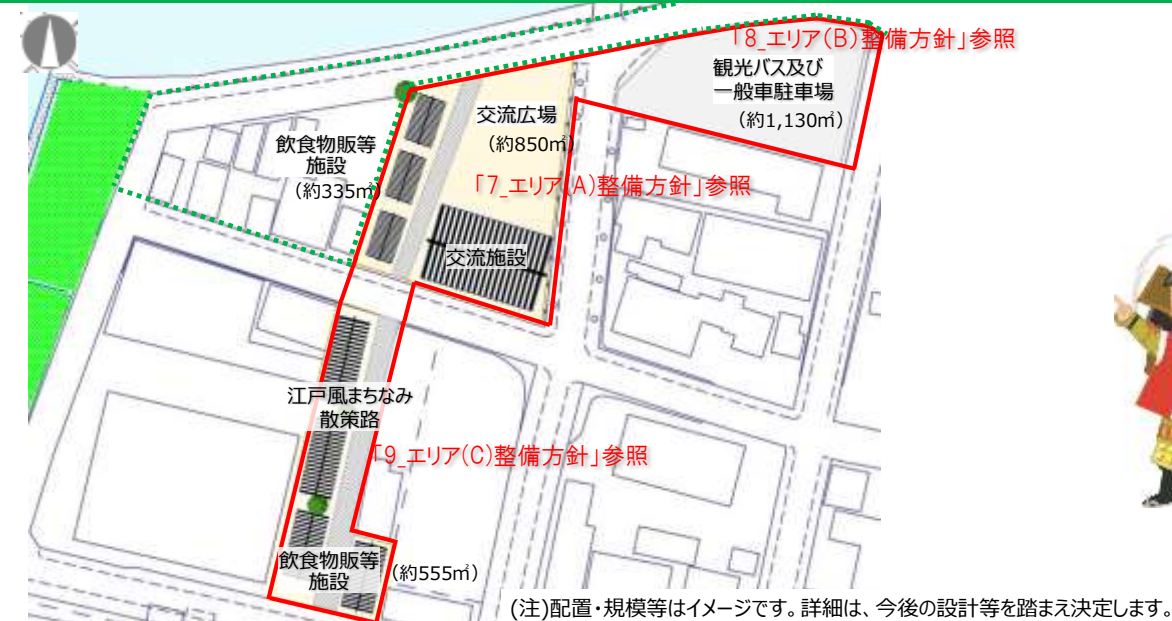 「8_エリア(B)整備方針」参照
観光バス及び
一般車駐車場
(約1,130㎡)
交流広場
(約850㎡)
飲食物販等
施設
(約335㎡)
「7_エリア(A)整備方針」参照
交流施設
江戸風まちなみ
散策路
「9_エリア(C)整備方針」参照
飲食物販等
施設
(約555㎡)
(注)配置・規模等はイメージです。詳細は、今後の設計等を踏まえ決定します。